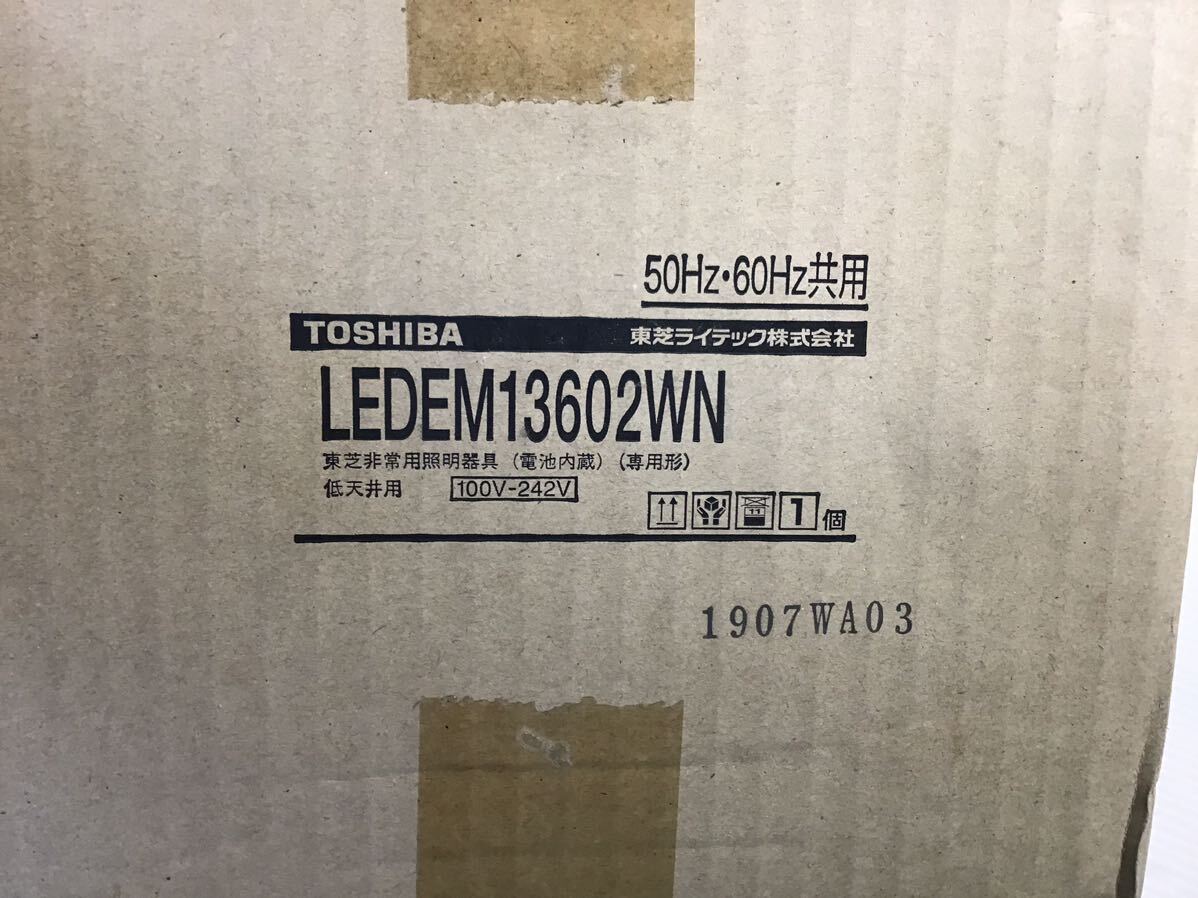 50Hz・60Hz共用
TOSHIBA 東芝ライテック株式会社
LEDEM13602WN
東芝非常用照明器具（電池内蔵）（専用形）
低天井用 100V-242V
11 1個
1907WA03